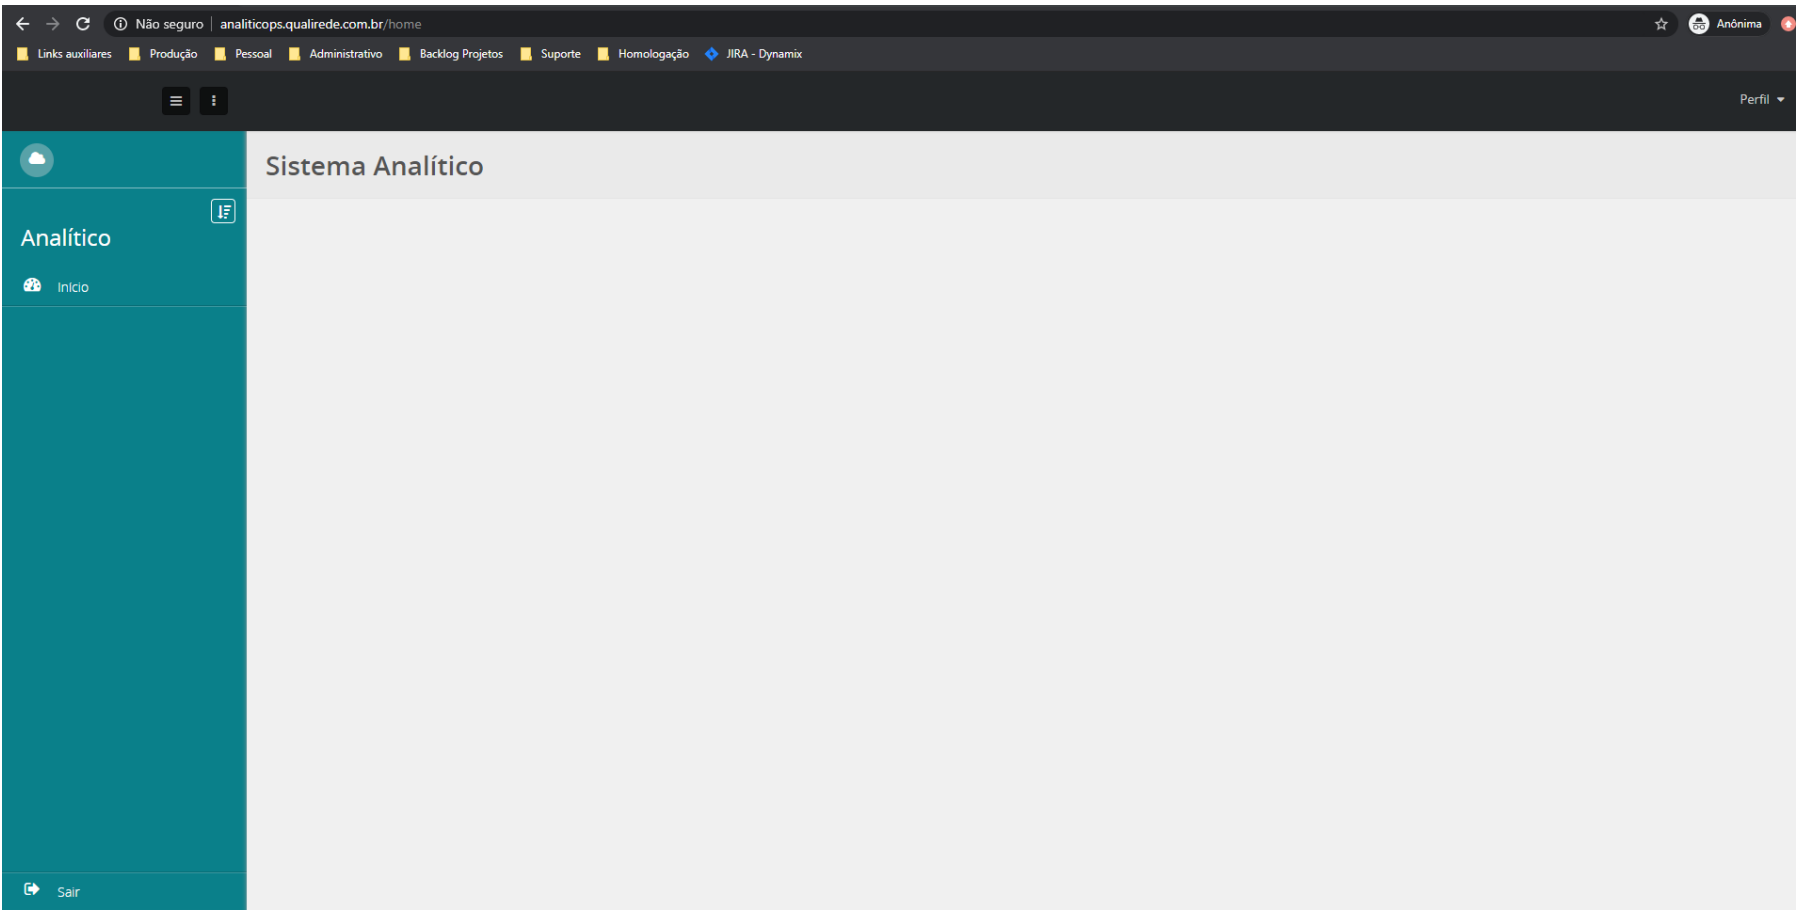 Não seguro | analiticops.qualirede.com.br/home
Anônima
Links auxiliares Produção Pessoal Administrativo Backlog Projetos Suporte Homologação JIRA - Dynamix
Perfil
Sistema Analítico
Analítico
InIcio
Sair